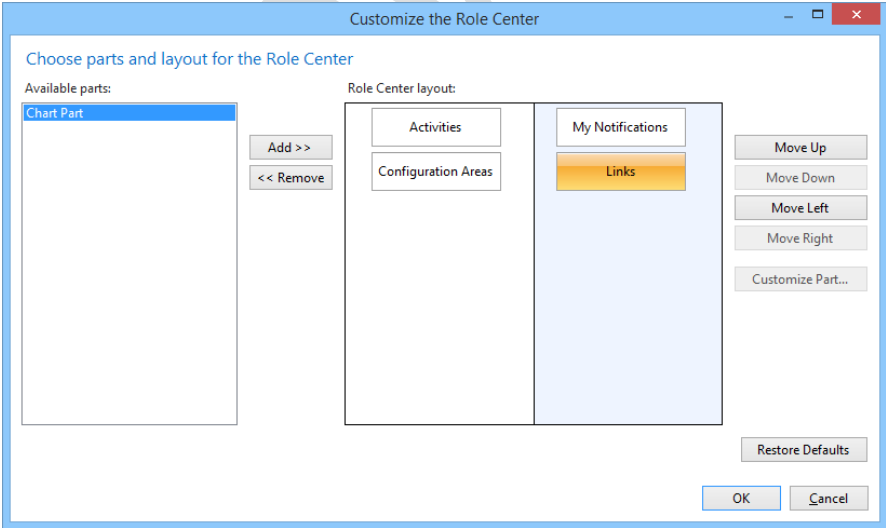 Customize the Role Center
Choose parts and layout for the Role Center
Available parts:
Role Center layout:
Chart Part
Add >>
<< Remove
Activities
My Notifications
Configuration Areas
Links
Move Up
Move Down
Move Left
Move Right
Customize Part...
Restore Defaults
OK
Cancel